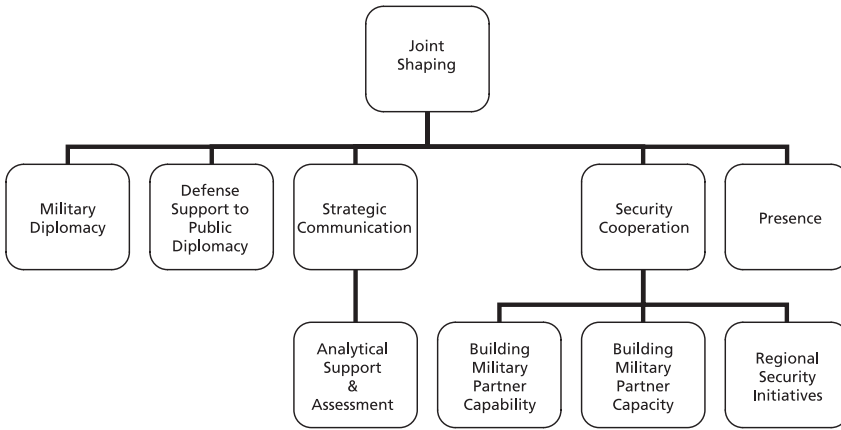 Joint
Shaping
Military
Diplomacy
Defense
Support to
Public
Diplomacy
Strategic
Communication
Security
Cooperation
Presence
Analytical
Support
&
Assessment
Building
Military
Partner
Capability
Building
Military
Partner
Capacity
Regional
Security
Initiatives